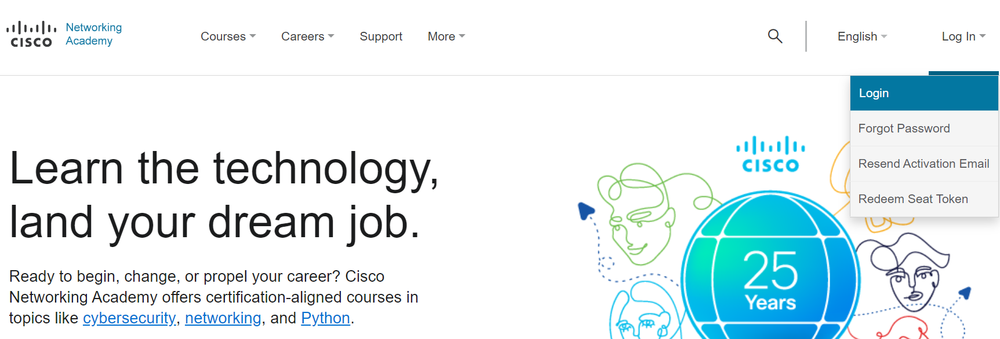 CISCO
Networking
Academy
Courses
Careers
Support
More
English
Log In
Login
Forgot Password
Resend Activation Email
Redeem Seat Token
Learn the technology,
land your dream job.
Ready to begin, change, or propel your career? Cisco
Networking Academy offers certification-aligned courses in
topics like cybersecurity, networking, and Python.
CISCO
25
Years